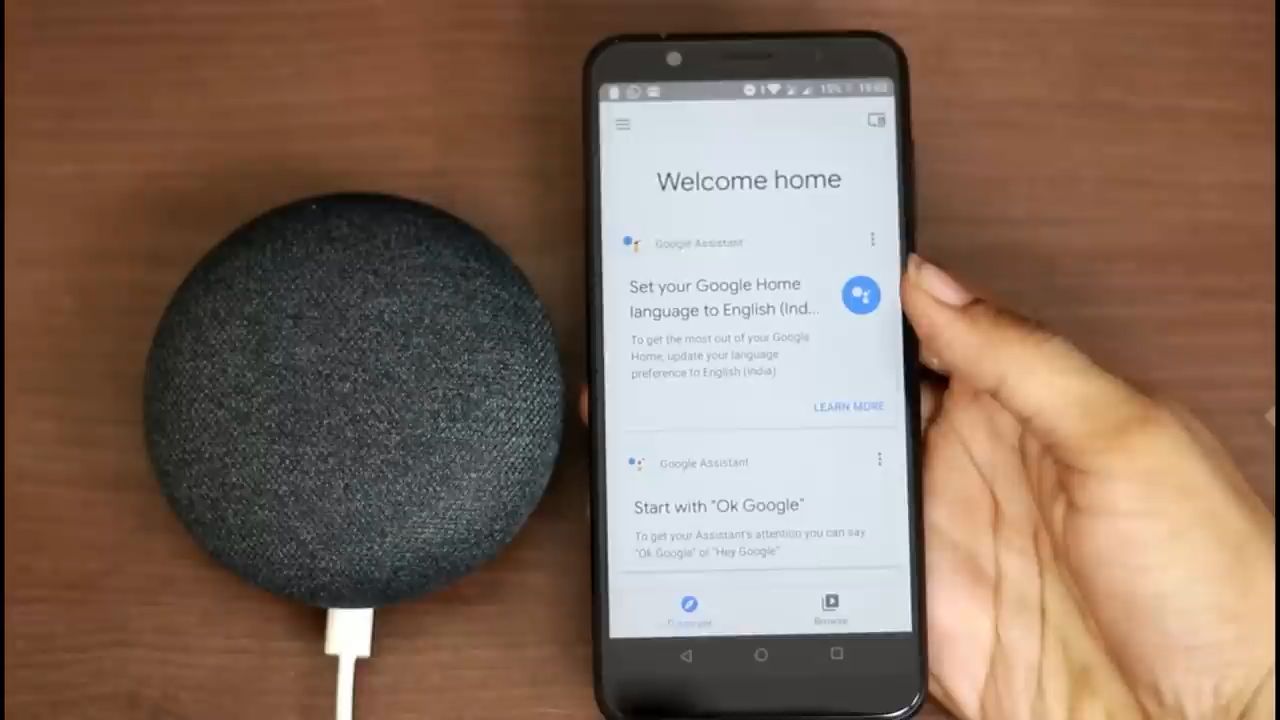 15%
Welcome home
Google Assistant
Set your Google Home
language to English (Ind...
To get the most out of your Google
Home, update your language
preference to English (India)
LEARN MORE
Google Assistant
Start with "Ok Google"
To get your Assistant's attention you can say
"Ok Google" or "Hey Google"
Browse